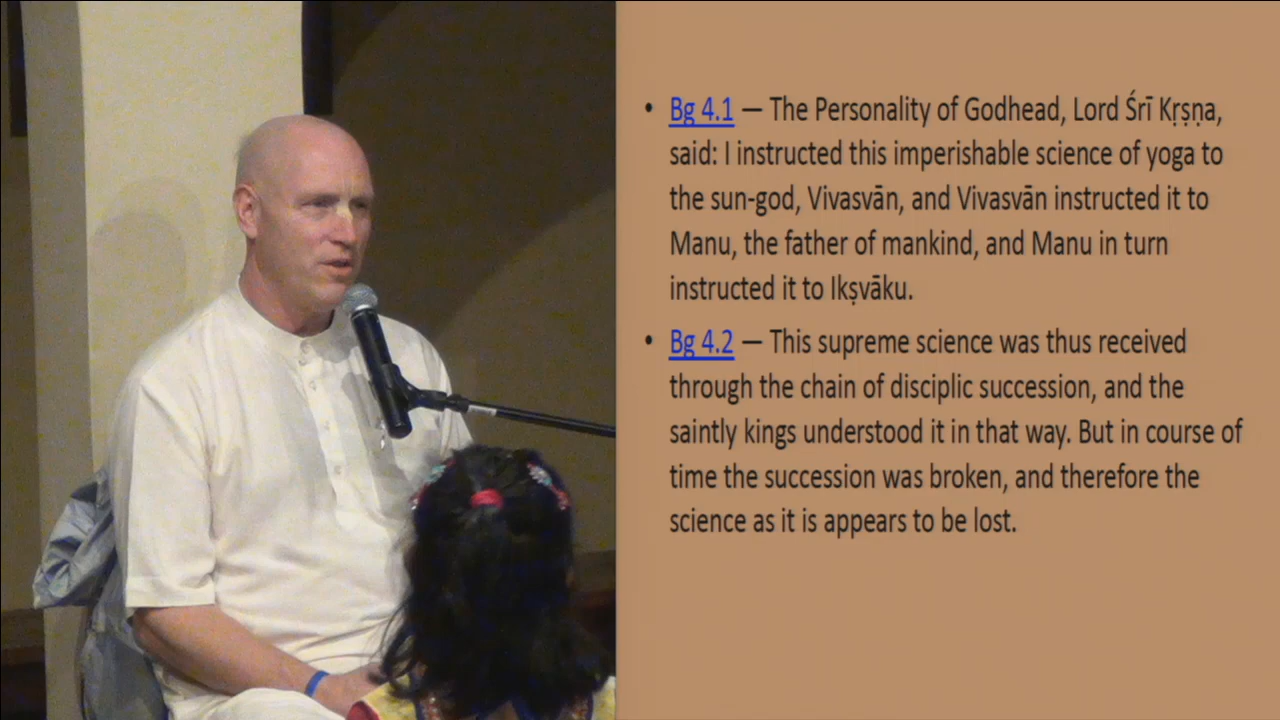 • Bg 4.1 — The Personality of Godhead, Lord Śrī Kṛṣṇa,
said: I instructed this imperishable science of yoga to
the sun-god, Vivasvān, and Vivasvān instructed it to
Manu, the father of mankind, and Manu in turn
instructed it to Ikṣvāku.
• Bg 4.2 — This supreme science was thus received
through the chain of disciplic succession, and the
saintly kings understood it in that way. But in course of
time the succession was broken, and therefore the
science as it is appears to be lost.